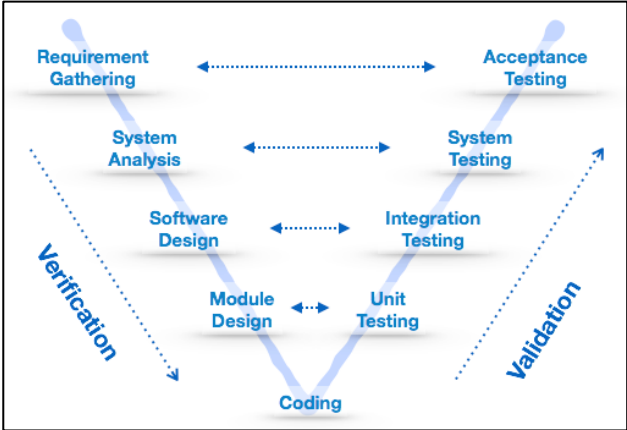 Requirement
Gathering
Acceptance
Testing
System
Analysis
System
Testing
Software
Design
Integration
Testing
Verification
Validation
Module
Design
Unit
Testing
Coding